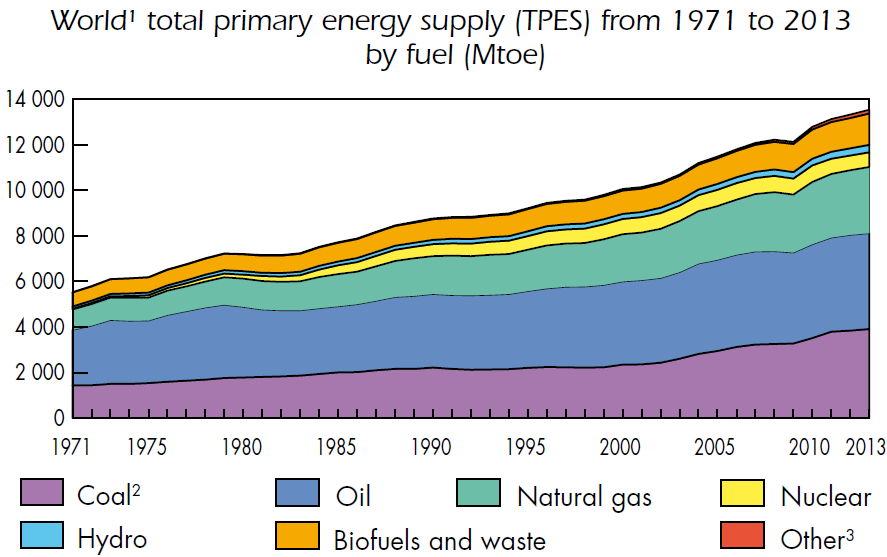 World¹ total primary energy supply (TPES) from 1971 to 2013
by fuel (Mtoe)
14 000
12 000
10 000
8 000
6 000
4 000
2 000
0
1971 1975 1980 1985 1990 1995 2000 2005 2010 2013
Coal² Oil Natural gas Nuclear
Hydro Biofuels and waste Other³